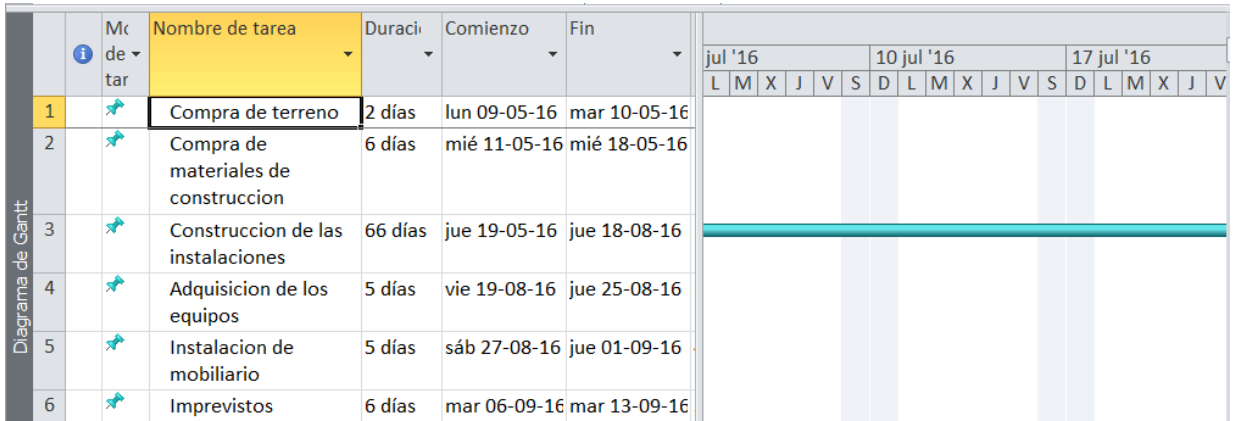 Mc Nombre de tarea Duraci Comienzo Fin
de
tar
jul '16 10 jul '16 17 jul '16
L M X J V S D L M X J V S D L M X J V
1 Compra de terreno 2 días lun 09-05-16 mar 10-05-16
2 Compra de 6 días mié 11-05-16 mié 18-05-16
materiales de
construccion
3 Construccion de las 66 días jue 19-05-16 jue 18-08-16
instalaciones
4 Adquisicion de los 5 días vie 19-08-16 jue 25-08-16
equipos
5 Instalacion de 5 días sáb 27-08-16 jue 01-09-16
mobiliario
6 Imprevistos 6 días mar 06-09-16 mar 13-09-16
Diagrama de Gantt